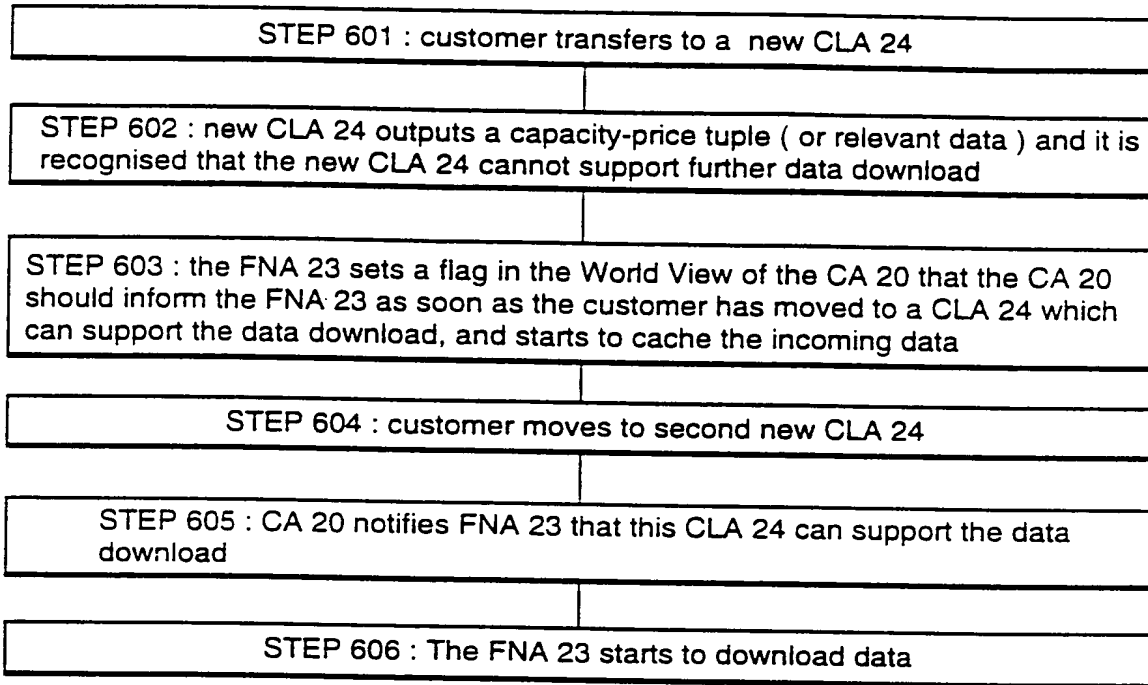 STEP 601 : customer transfers to a new CLA 24
STEP 602 : new CLA 24 outputs a capacity-price tuple ( or relevant data ) and it is
recognised that the new CLA 24 cannot support further data download
STEP 603 : the FNA 23 sets a flag in the World View of the CA 20 that the CA 20
should inform the FNA 23 as soon as the customer has moved to a CLA 24 which
can support the data download, and starts to cache the incoming data
STEP 604 : customer moves to second new CLA 24
STEP 605 : CA 20 notifies FNA 23 that this CLA 24 can support the data
download
STEP 606 : The FNA 23 starts to download data